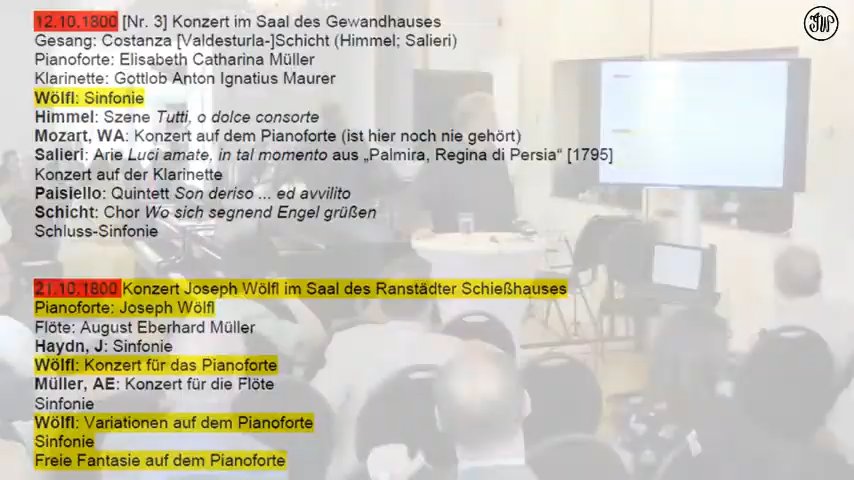 12.10.1800 [Nr. 3] Konzert im Saal des Gewandhauses
Gesang: Costanza [Valdesturla-]Schicht (Himmel; Salieri)
Pianoforte: Elisabeth Catharina Müller
Klarinette: Gottlob Anton Ignatius Maurer
Wölfl: Sinfonie
Himmel: Szene Tutti, o dolce consorte
Mozart, WA: Konzert auf dem Pianoforte (ist hier noch nie gehört)
Salieri: Arie Luci amate, in tal momento aus „Palmira, Regina di Persia“ [1795]
Konzert auf der Klarinette
Paisiello: Quintett Son deriso ... ed avvilito
Schicht: Chor Wo sich segnend Engel grüßen
Schluss-Sinfonie
21.10.1800 Konzert Joseph Wölfl im Saal des Ranstädter Schießhauses
Pianoforte: Joseph Wölfl
Flöte: August Eberhard Müller
Haydn, J: Sinfonie
Wölfl: Konzert für das Pianoforte
Müller, AE: Konzert für die Flöte
Sinfonie
Wölfl: Variationen auf dem Pianoforte
Sinfonie
Freie Fantasie auf dem Pianoforte